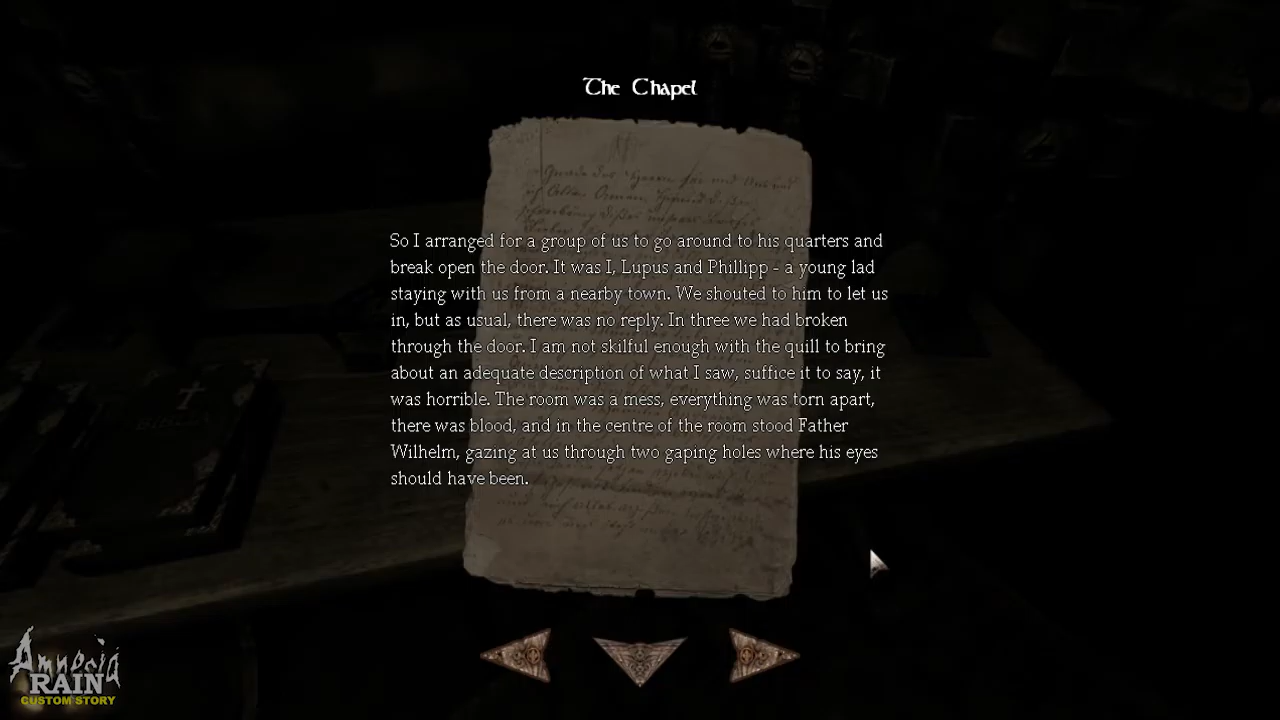 The Chapel
So I arranged for a group of us to go around to his quarters and
break open the door. It was I, Lupus and Phillipp - a young lad
staying with us from a nearby town. We shouted to him to let us
in, but as usual, there was no reply. In three we had broken
through the door. I am not skilful enough with the quill to bring
about an adequate description of what I saw, suffice it to say, it
was horrible. The room was a mess, everything was torn apart,
there was blood, and in the centre of the room stood Father
Wilhelm, gazing at us through two gaping holes where his eyes
should have been.
BIBLE
Amnesia
RAIN
CUSTOM STORY